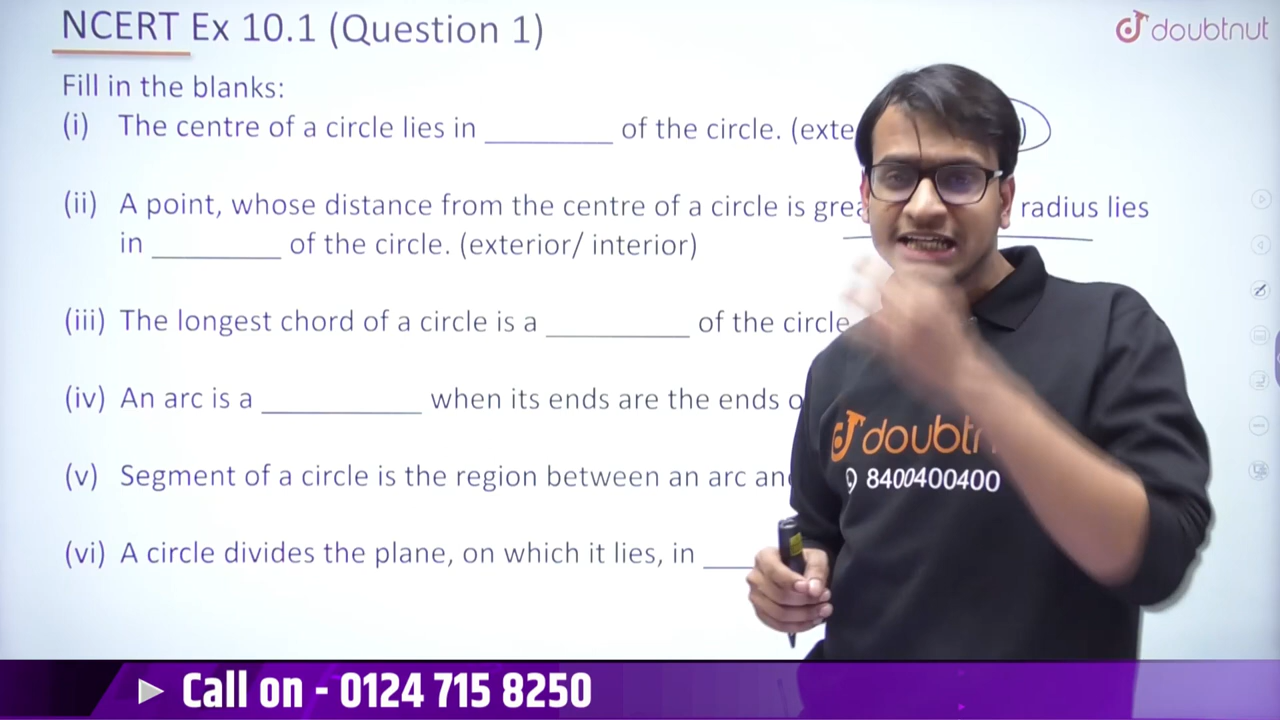 NCERT Ex 10.1 (Question 1)
doubtnut
Fill in the blanks:
(i) The centre of a circle lies in ________ of the circle. (exte )
(ii) A point, whose distance from the centre of a circle is grea radius lies
in ________ of the circle. (exterior/ interior)
(iii) The longest chord of a circle is a _________ of the circle
(iv) An arc is a __________ when its ends are the ends o
(v) Segment of a circle is the region between an arc an
(vi) A circle divides the plane, on which it lies, in ___
doubtn
8400400400
Call on - 0124 715 8250